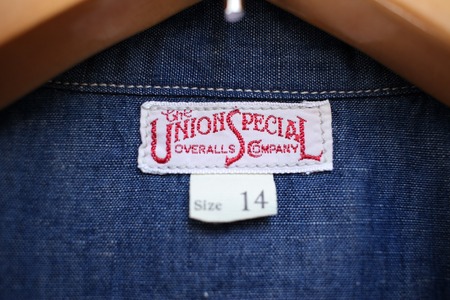 the
UNION SPECIAL
OVERALLS COMPANY
Size 14